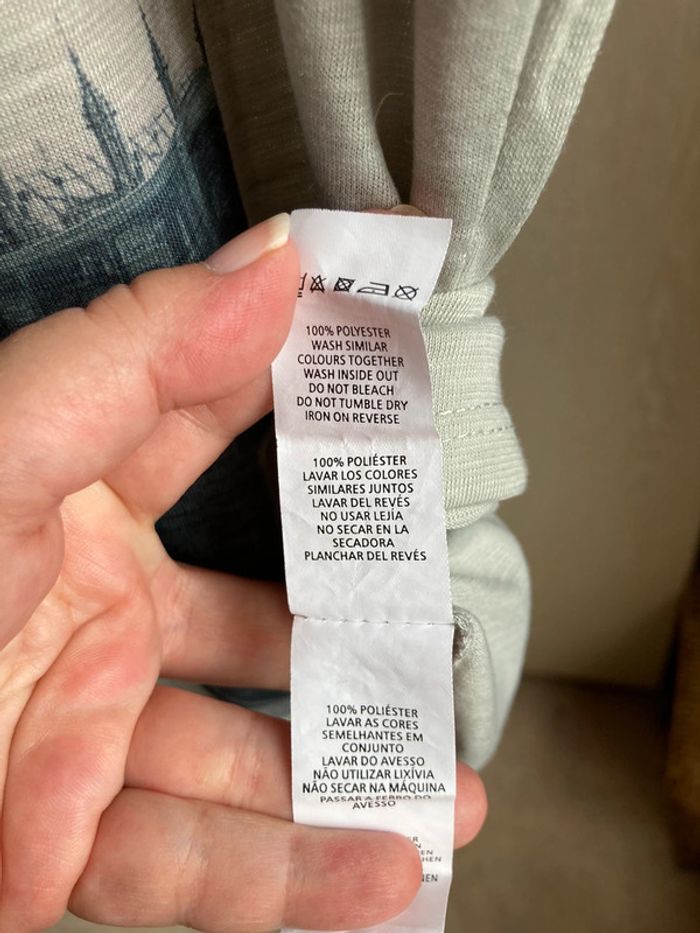 100% POLYESTER
WASH SIMILAR
COLOURS TOGETHER
WASH INSIDE OUT
DO NOT BLEACH
DO NOT TUMBLE DRY
IRON ON REVERSE
100% POLIÉSTER
LAVAR LOS COLORES
SIMILARES JUNTOS
LAVAR DEL REVÉS
NO USAR LEJÍA
NO SECAR EN LA
SECADORA
PLANCHAR DEL REVÉS
100% POLIÉSTER
LAVAR AS CORES
SEMELHANTES EM
CONJUNTO
LAVAR DO AVESSO
NÃO UTILIZAR LIXÍVIA
NÃO SECAR NA MÁQUINA
PASSAR A FERRO DO
AVESSO